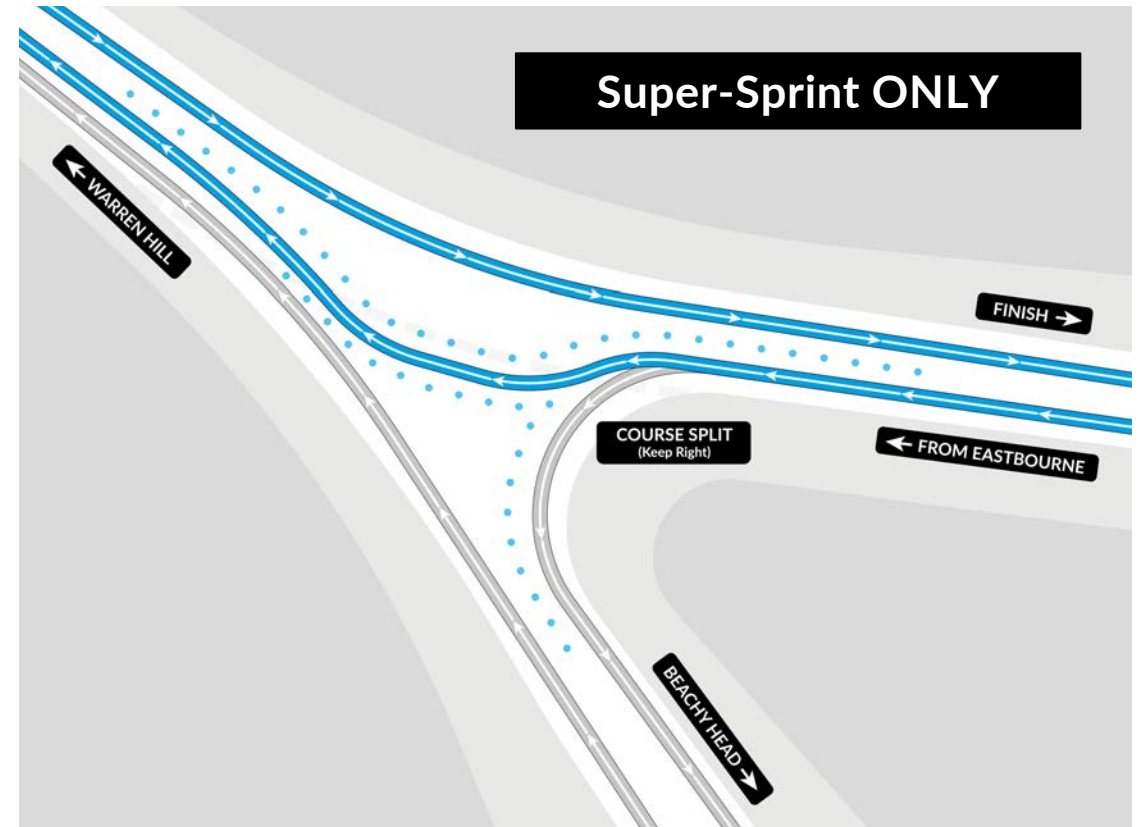 Super-Sprint ONLY
WARREN HILL
FINISH
COURSE SPLIT
(Keep Right)
FROM EASTBOURNE
BEACHY HEAD